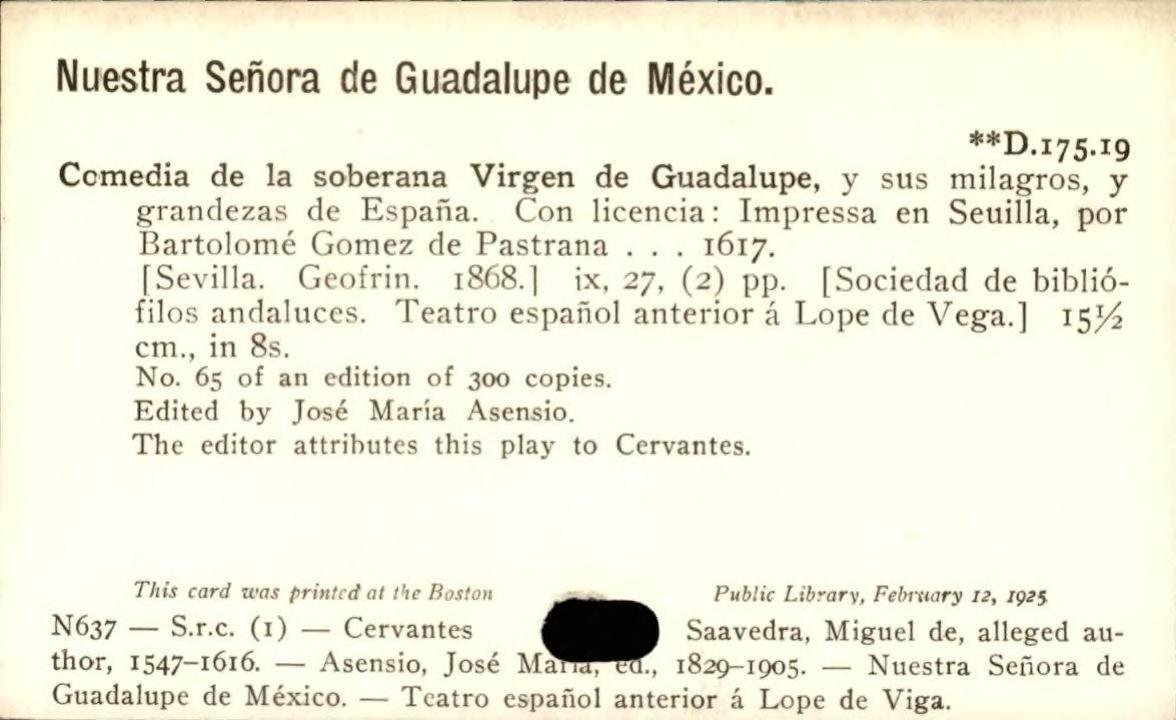 Nuestra Señora de Guadalupe de México.
**D.175.19
Comedia de la soberana Virgen de Guadalupe, y sus milagros, y
grandezas de España. Con licencia: Impressa en Seuilla, por
Bartolomé Gomez de Pastrana . . . 1617.
[Sevilla. Geofrin. 1868.] ix, 27, (2) pp. [Sociedad de biblió-
filos andaluces. Teatro español anterior á Lope de Vega.] 15½
cm., in 8s.
No. 65 of an edition of 300 copies.
Edited by José María Asensio.
The editor attributes this play to Cervantes.
This card was printed at the Boston Public Library, February 12, 1925.
N637 — S.r.c. (1) — Cervantes Saavedra, Miguel de, alleged au-
thor, 1547–1616. — Asensio, José María, ed., 1829–1905. — Nuestra Señora de
Guadalupe de México. — Teatro español anterior á Lope de Viga.